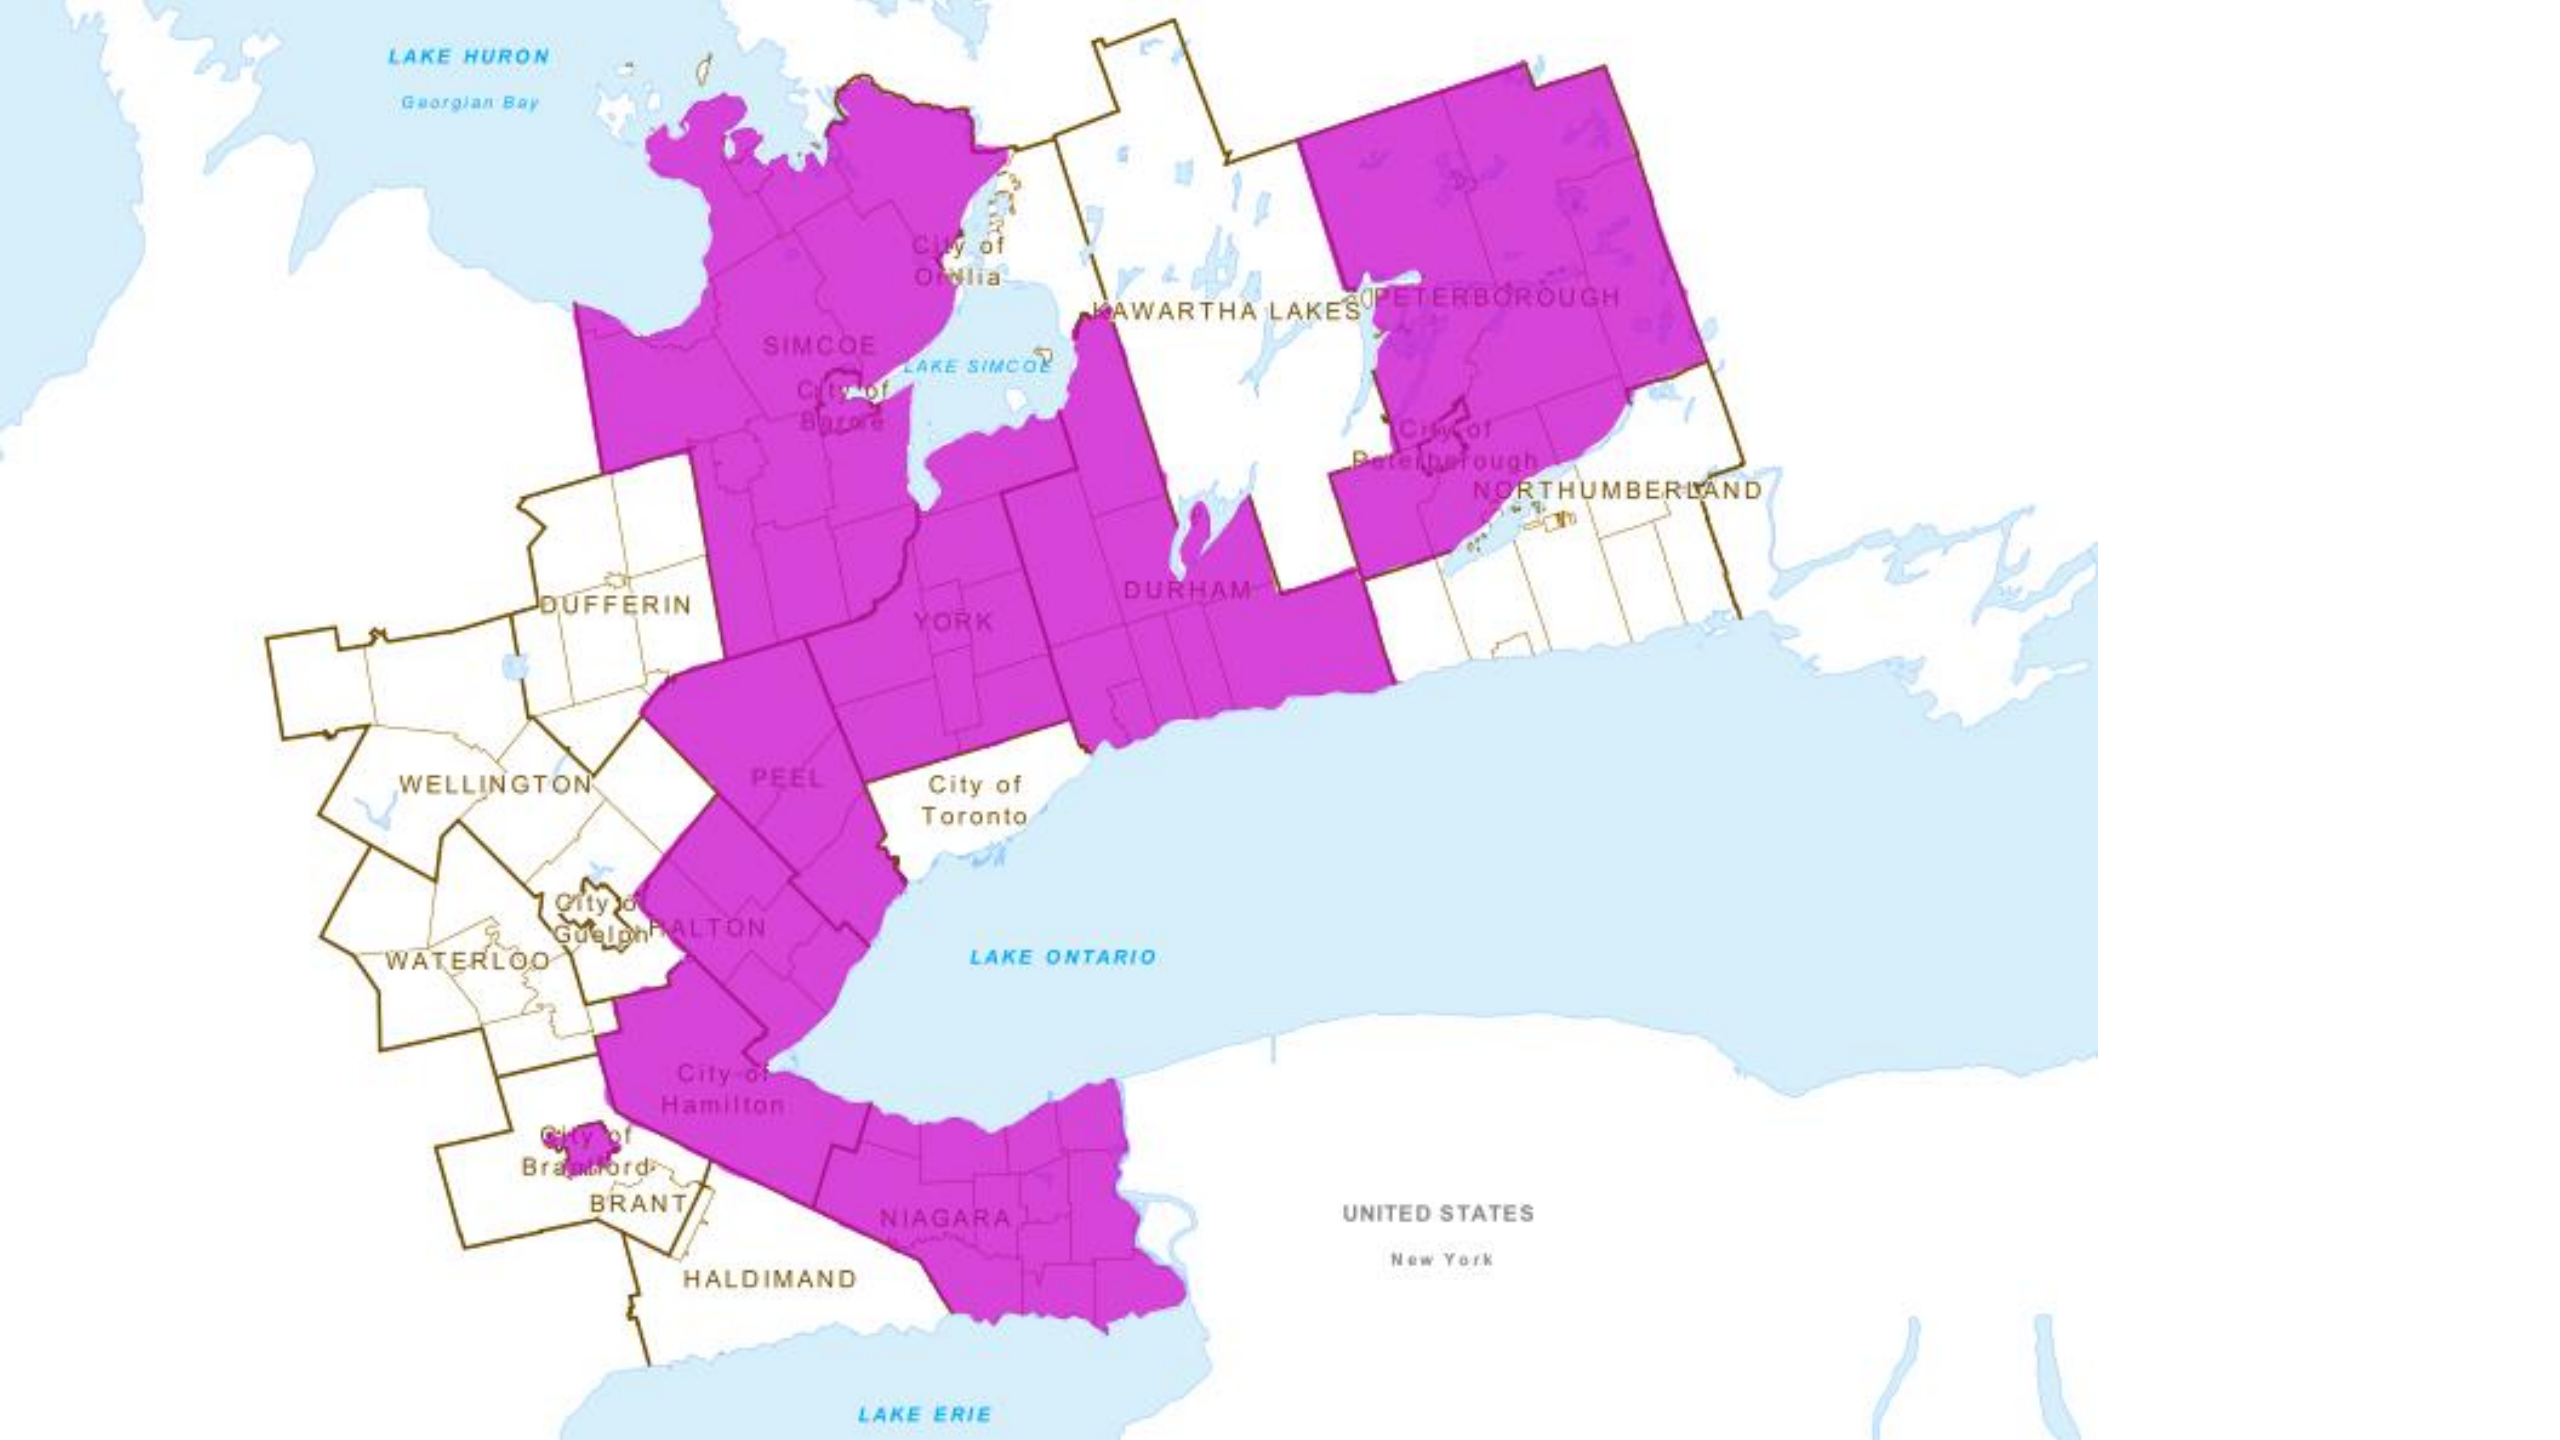 LAKE HURON
Georgian Bay
City of
Orillia
KAWARTHA LAKES
PETERBOROUGH
SIMCOE
LAKE SIMCOE
City of
Barrie
City of
Peterborough
NORTHUMBERLAND
DUFFERIN
DURHAM
YORK
WELLINGTON
PEEL
City of
Toronto
City of
Guelph
HALTON
WATERLOO
LAKE ONTARIO
City of
Hamilton
City of
Brantford
BRANT
NIAGARA
UNITED STATES
New York
HALDIMAND
LAKE ERIE